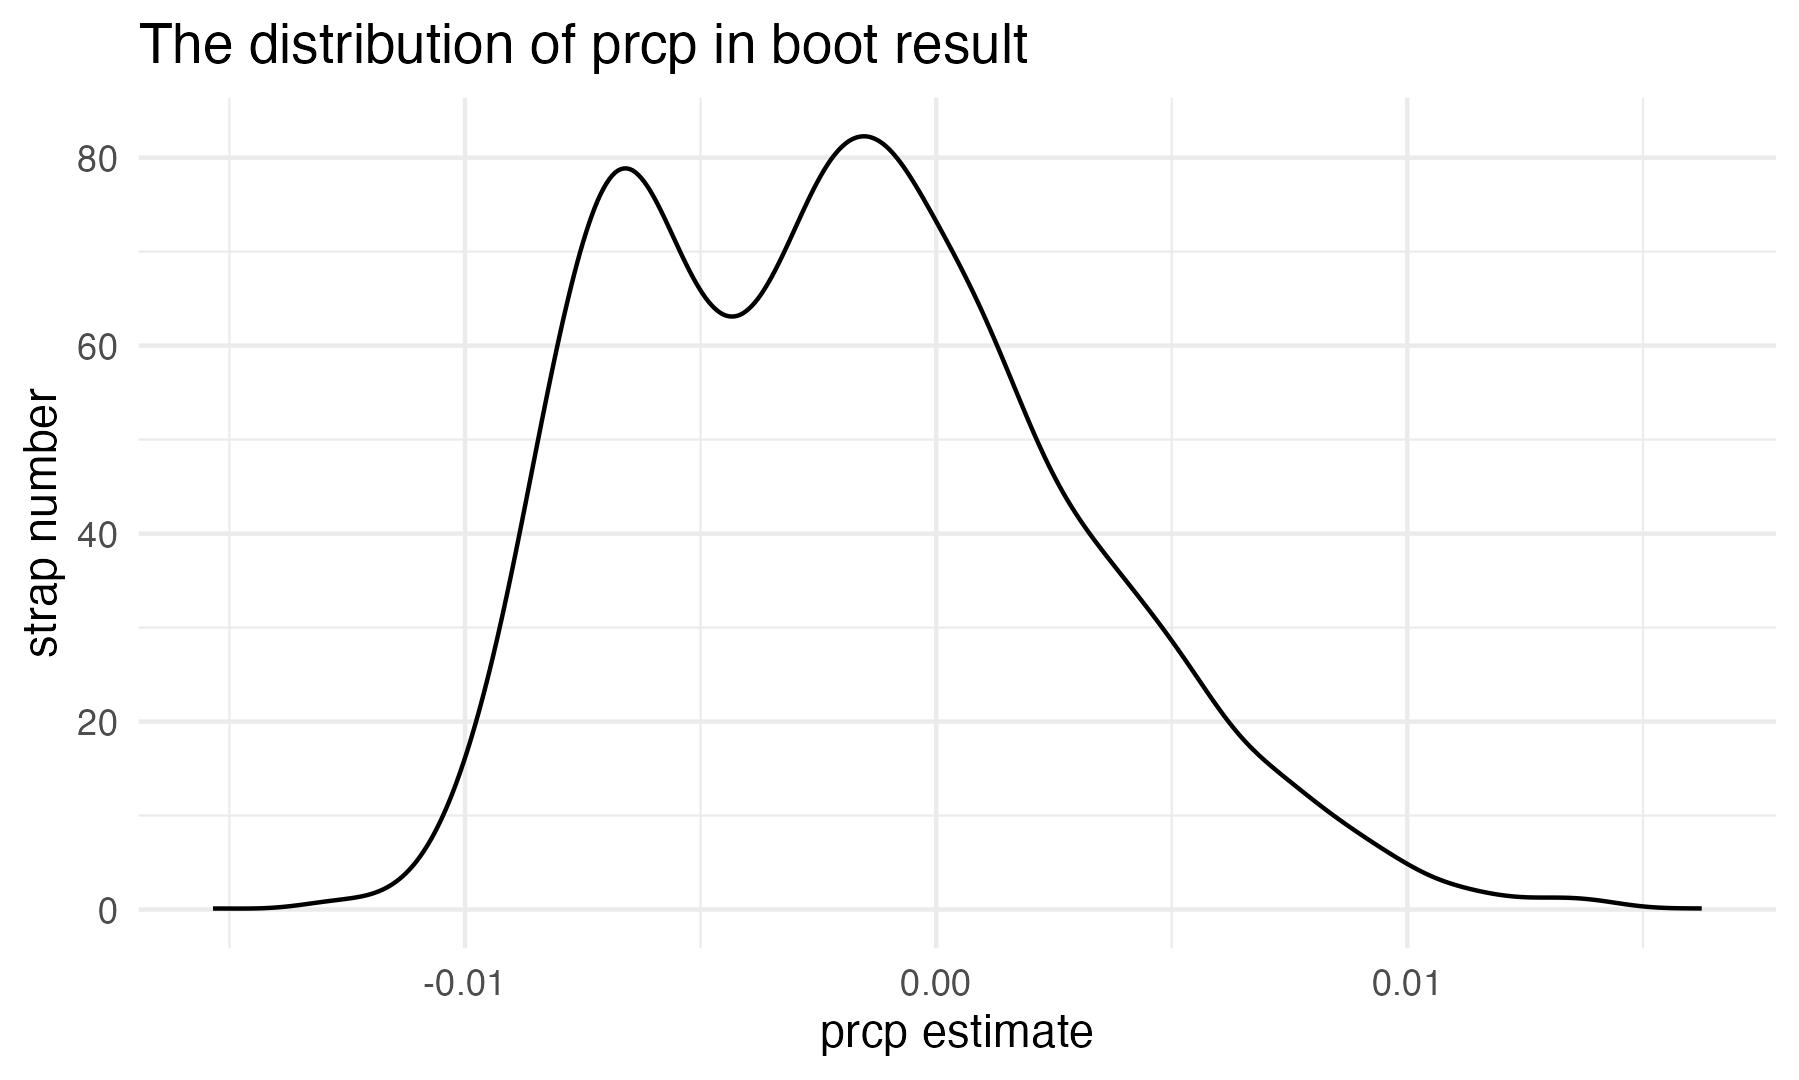 The distribution of prcp in boot result
80
60
40
20
0
strap number
-0.01
0.00
0.01
prcp estimate